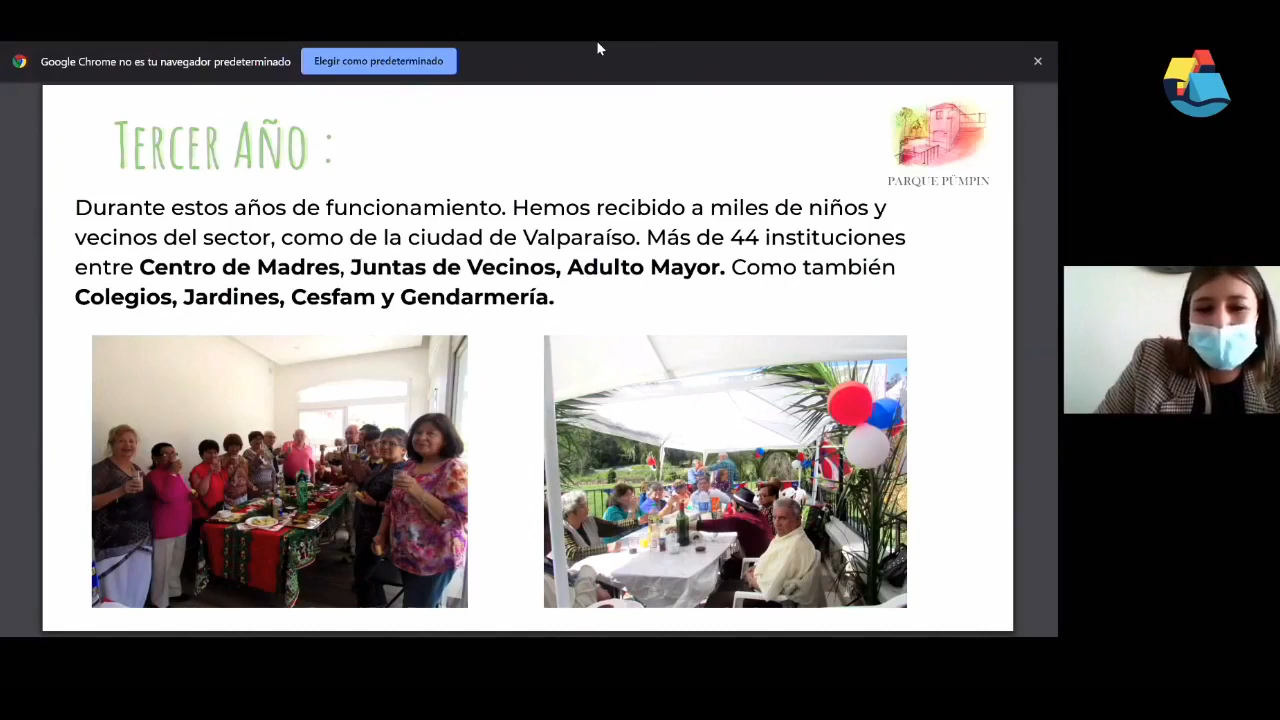 Google Chrome no es tu navegador predeterminado
Elegir como predeterminado
TERCER AÑO :
PARQUE PÜMPIN
Durante estos años de funcionamiento. Hemos recibido a miles de niños y
vecinos del sector, como de la ciudad de Valparaíso. Más de 44 instituciones
entre Centro de Madres, Juntas de Vecinos, Adulto Mayor. Como también
Colegios, Jardines, Cesfam y Gendarmería.